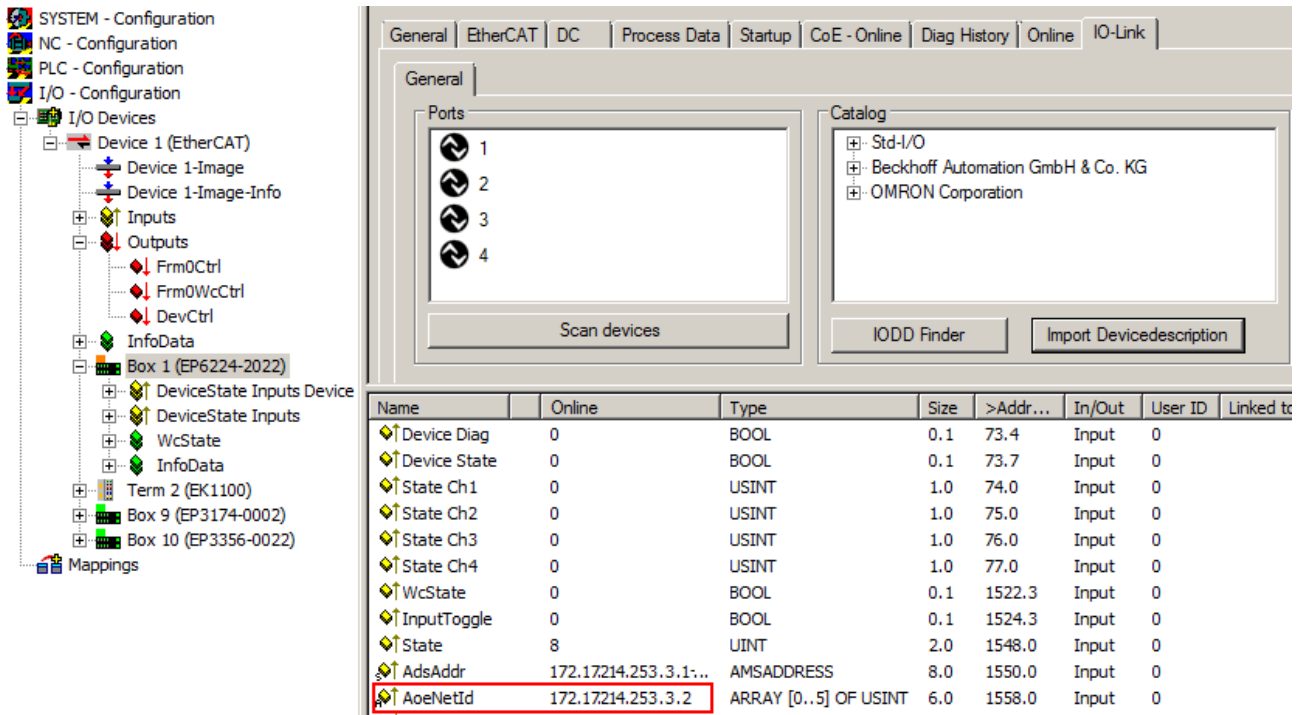 SYSTEM - Configuration
NC - Configuration
PLC - Configuration
I/O - Configuration
I/O Devices
Device 1 (EtherCAT)
Device 1-Image
Device 1-Image-Info
Inputs
Outputs
Frm0Ctrl
Frm0WcCtrl
DevCtrl
InfoData
Box 1 (EP6224-2022)
DeviceState Inputs Device
DeviceState Inputs
WcState
InfoData
Term 2 (EK1100)
Box 9 (EP3174-0002)
Box 10 (EP3356-0022)
Mappings
General EtherCAT DC Process Data Startup CoE - Online Diag History Online IO-Link
General
Ports
1
2
3
4
Scan devices
Catalog
Std-I/O
Beckhoff Automation GmbH & Co. KG
OMRON Corporation
IODD Finder Import Devicedescription
Name Online Type Size >Addr... In/Out User ID Linked to
Device Diag 0 BOOL 0.1 73.4 Input 0
Device State 0 BOOL 0.1 73.7 Input 0
State Ch1 0 USINT 1.0 74.0 Input 0
State Ch2 0 USINT 1.0 75.0 Input 0
State Ch3 0 USINT 1.0 76.0 Input 0
State Ch4 0 USINT 1.0 77.0 Input 0
WcState 0 BOOL 0.1 1522.3 Input 0
InputToggle 0 BOOL 0.1 1524.3 Input 0
State 8 UINT 2.0 1548.0 Input 0
AdsAddr 172.17.214.253.3.1:... AMSADDRESS 8.0 1550.0 Input 0
AoeNetId 172.17.214.253.3.2 ARRAY [0..5] OF USINT 6.0 1558.0 Input 0